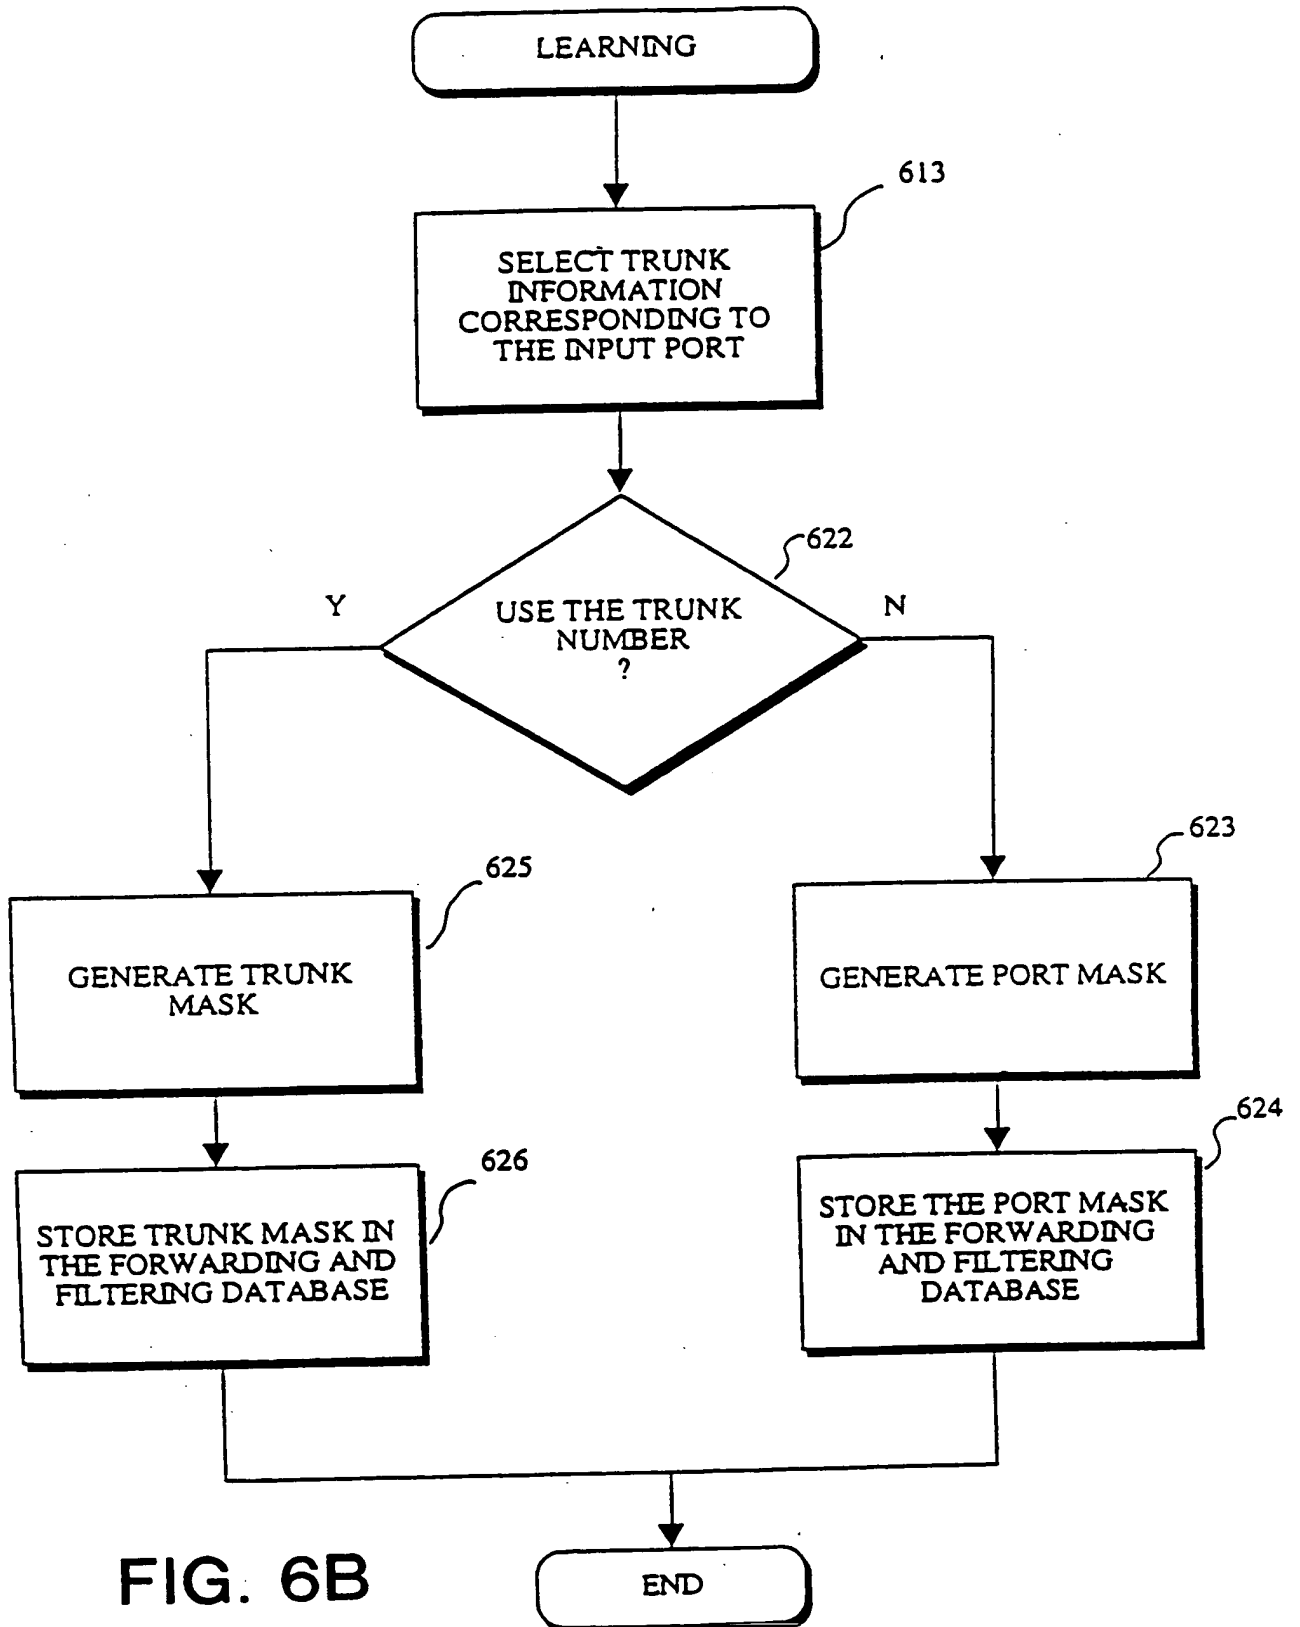 LEARNING
613
SELECT TRUNK
INFORMATION
CORRESPONDING TO
THE INPUT PORT
622
Y
USE THE TRUNK
NUMBER
?
N
625
GENERATE TRUNK
MASK
623
GENERATE PORT MASK
626
STORE TRUNK MASK IN
THE FORWARDING AND
FILTERING DATABASE
624
STORE THE PORT MASK
IN THE FORWARDING
AND FILTERING
DATABASE
END
FIG. 6B